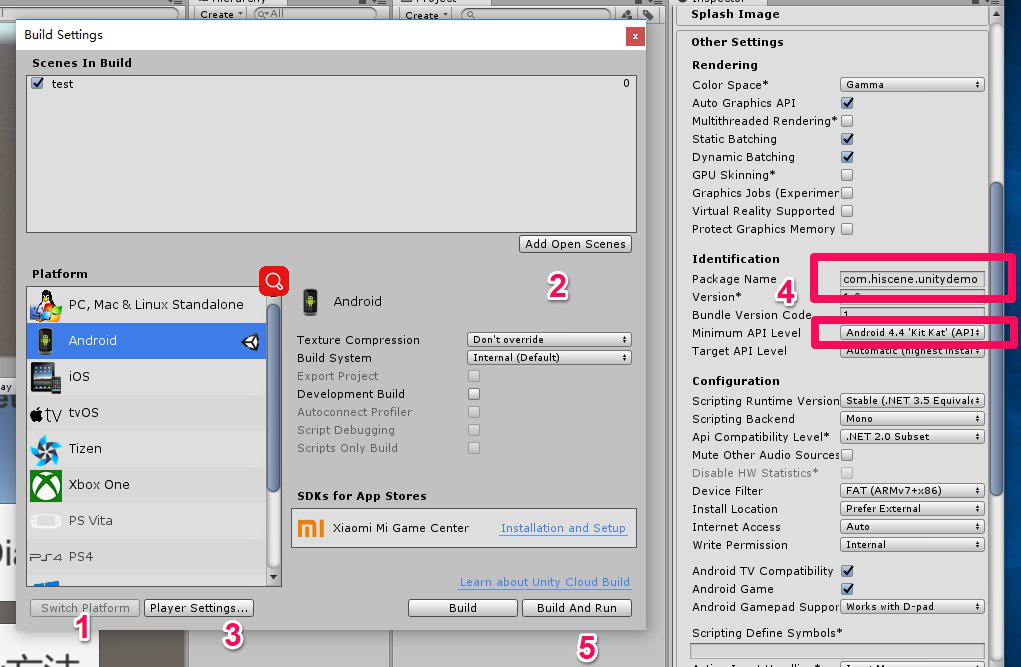 Hierarchy
Project
Inspector
Create
All
Create
Build Settings
x
Scenes In Build
test
0
Add Open Scenes
2
Platform
PC, Mac & Linux Standalone
Android
iOS
tvOS
Tizen
Xbox One
PS Vita
PS4
Switch Platform
1
Player Settings...
3
Android
Texture Compression
Don't override
Build System
Internal (Default)
Export Project
Development Build
Autoconnect Profiler
Script Debugging
Scripts Only Build
SDKs for App Stores
Xiaomi Mi Game Center
Installation and Setup
Learn about Unity Cloud Build
Build
Build And Run
5
方法
Splash Image
Other Settings
Rendering
Color Space*
Gamma
Auto Graphics API
Multithreaded Rendering*
Static Batching
Dynamic Batching
GPU Skinning*
Graphics Jobs (Experimer
Virtual Reality Supported
Protect Graphics Memory
Identification
4
Package Name
com.hiscene.unitydemo
Version*
Bundle Version Code
1
Minimum API Level
Android 4.4 'Kit Kat' (API
Target API Level
Automatic (highest instal
Configuration
Scripting Runtime Version
Stable (.NET 3.5 Equivale
Scripting Backend
Mono
Api Compatibility Level*
.NET 2.0 Subset
Mute Other Audio Sources
Disable HW Statistics*
Device Filter
FAT (ARMv7+x86)
Install Location
Prefer External
Internet Access
Auto
Write Permission
Internal
Android TV Compatibility
Android Game
Android Gamepad Suppor
Works with D-pad
Scripting Define Symbols*